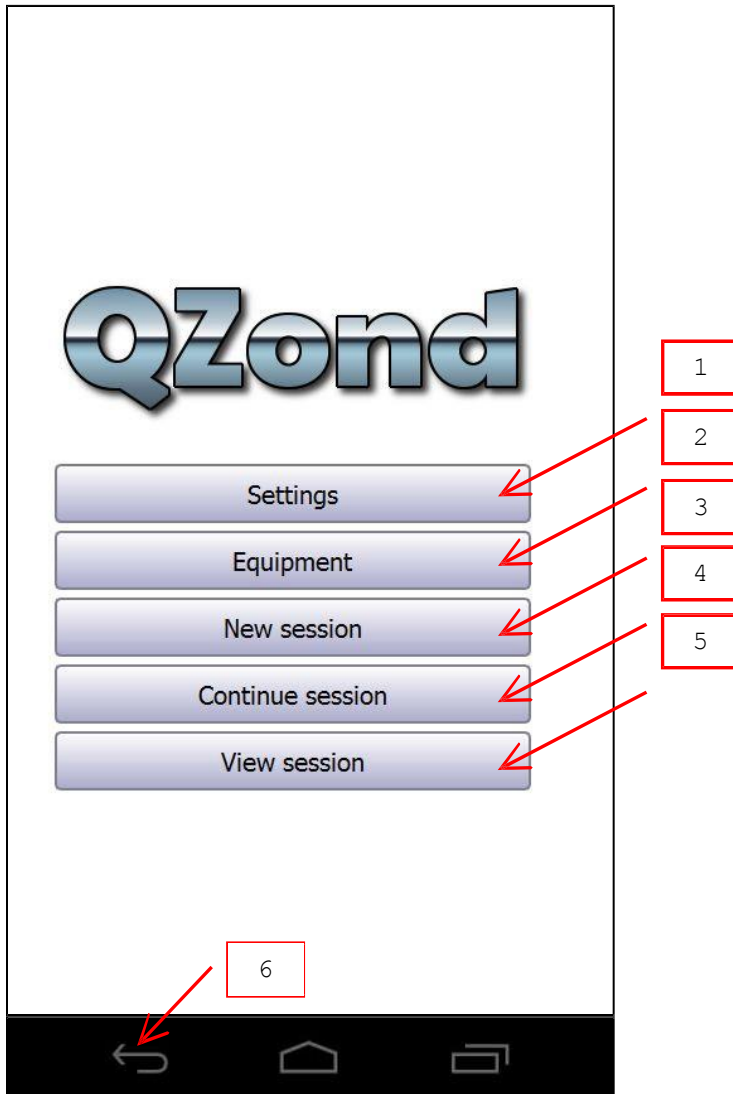 QZond
1
2
Settings
3
Equipment
4
New session
5
Continue session
View session
6